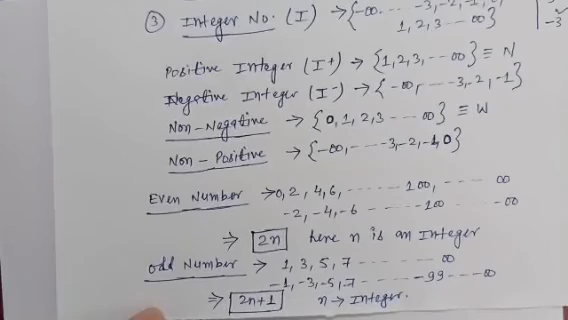 ③ Integer No. (I) → {-∞. ... -3,-2,-1,0,
1,2,3 --- ∞}
-3
Positive Integer (I+) → {1,2,3, --- ∞} ≡ N
Negative Integer (I-) → {-∞, --- -3,-2,-1}
Non-Negative → {0,1,2,3 ---- ∞} ≡ W
Non-Positive → {-∞, ---- -3,-2,-1,0}
Even Number → 0,2,4,6, ------ 100, ---- ∞
-2,-4,-6 ------ -100 ----- -∞
⇒ 2n here n is an Integer
odd Number → 1,3,5,7 -------- ∞
-1,-3,-5,7 ------ -99 --- -∞
⇒ 2n+1 n → Integer.